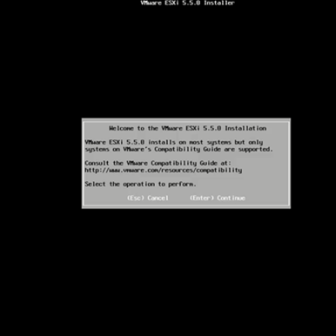 VMware ESXi 5.5.0 Installer
Welcome to the VMware ESXi 5.5.0 Installation
VMware ESXi 5.5.0 installs on most systems but only
systems on VMware's Compatibility Guide are supported.
Consult the VMware Compatibility Guide at:
http://www.vmware.com/resources/compatibility
Select the operation to perform.
(Esc) Cancel (Enter) Continue